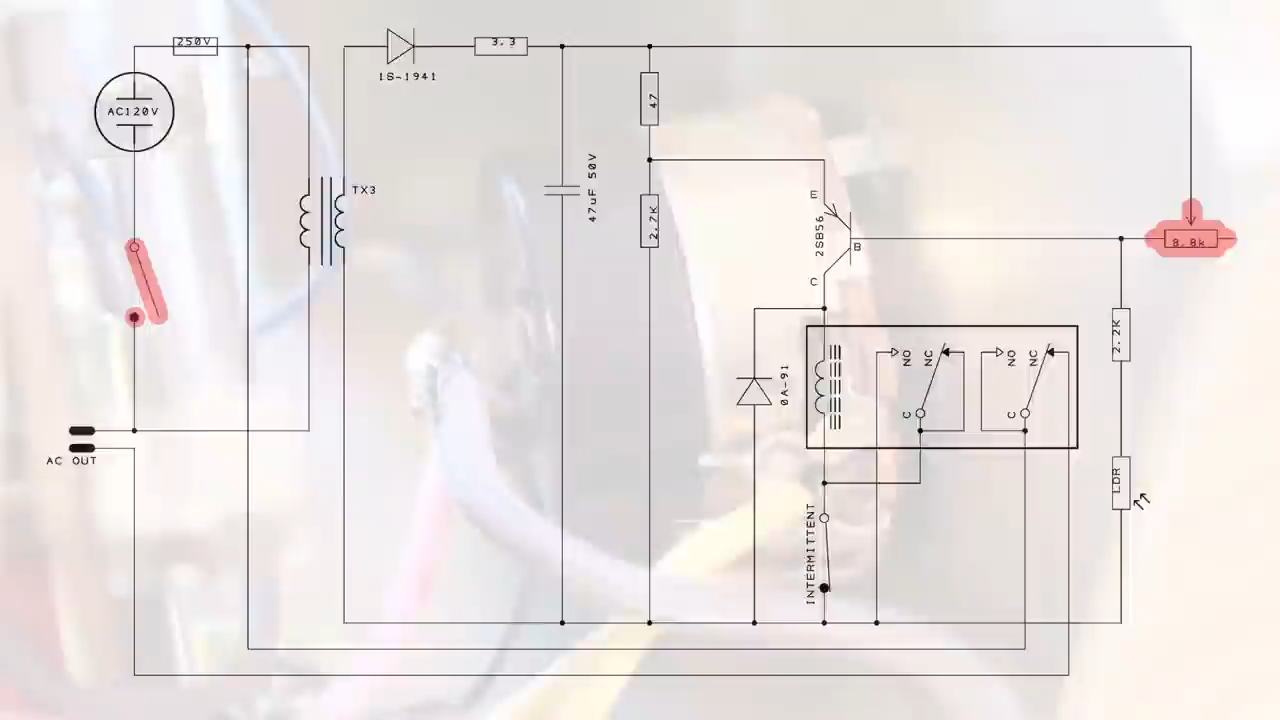 250V
3.3
1S-1941
AC120V
47
47uF 50V
TX3
E
2.7K
2SB56
B
8.8k
C
2.2K
NO
NC
NO
NC
0A-91
C
C
AC OUT
LDR
INTERMITTENT